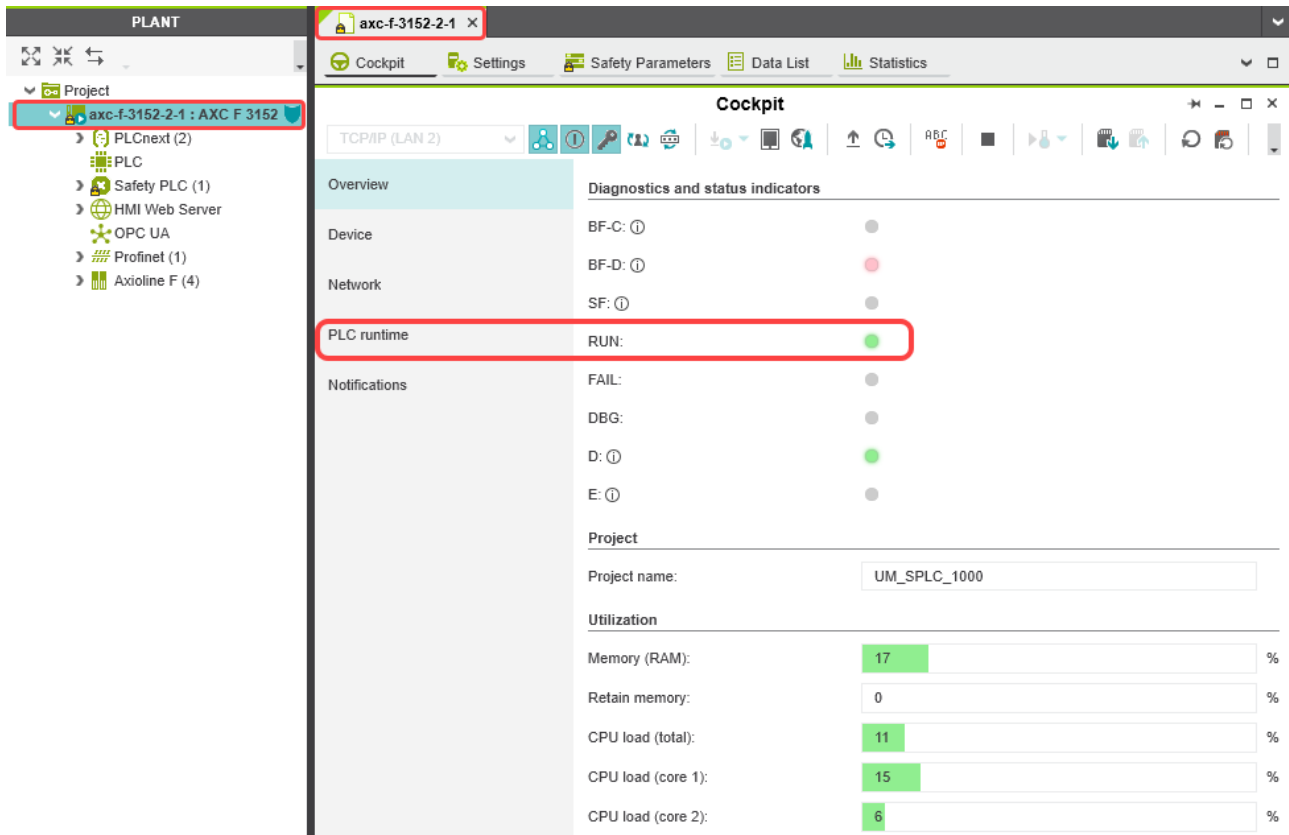 PLANT
Project
axc-f-3152-2-1 : AXC F 3152
PLCnext (2)
PLC
Safety PLC (1)
HMI Web Server
OPC UA
Profinet (1)
Axioline F (4)
axc-f-3152-2-1
Cockpit
Settings
Safety Parameters
Data List
Statistics
Cockpit
TCP/IP (LAN 2)
ABC
Overview
Device
Network
PLC runtime
Notifications
Diagnostics and status indicators
BF-C:
BF-D:
SF:
RUN:
FAIL:
DBG:
D:
E:
Project
Project name: UM_SPLC_1000
Utilization
Memory (RAM): 17 %
Retain memory: 0 %
CPU load (total): 11 %
CPU load (core 1): 15 %
CPU load (core 2): 6 %